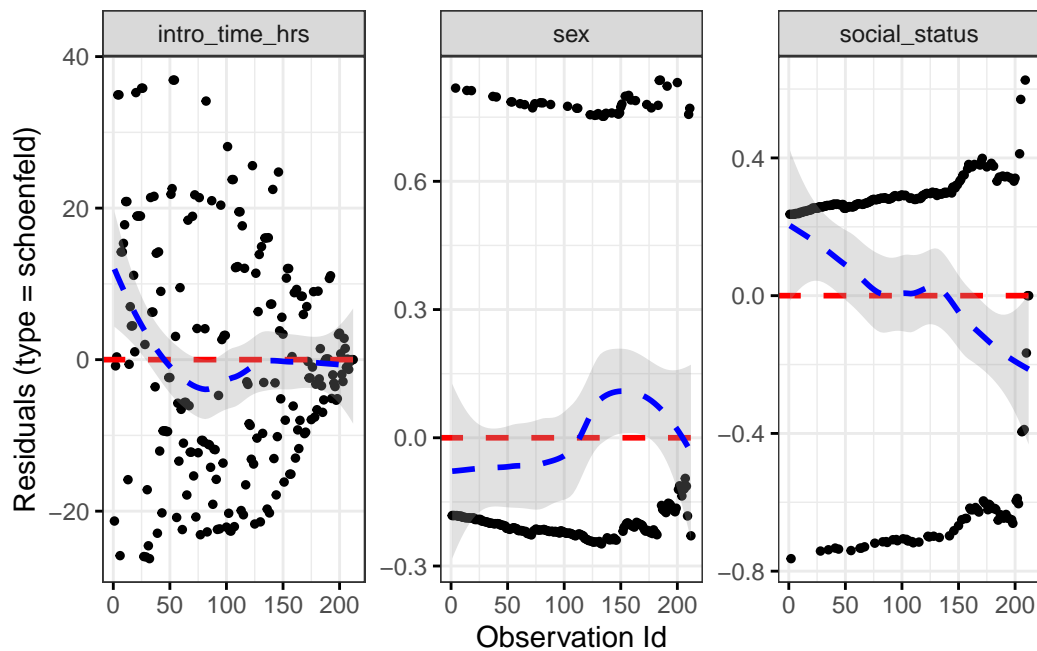 intro_time_hrs
sex
social_status
Residuals (type = schoenfeld)
40
20
0
−20
0.6
0.3
0.0
−0.3
0.4
0.0
−0.4
−0.8
0 50 100 150 200
0 50 100 150 200
0 50 100 150 200
Observation Id